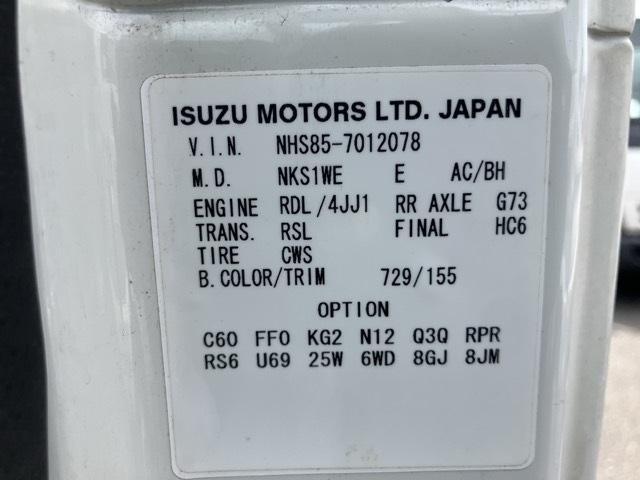 ISUZU MOTORS LTD. JAPAN
V.I.N. NHS85-7012078
M.D. NKS1WE E AC/BH
ENGINE RDL/4JJ1 RR AXLE G73
TRANS. RSL FINAL HC6
TIRE CWS
B.COLOR/TRIM 729/155
OPTION
C60 FF0 KG2 N12 Q3Q RPR
RS6 U69 25W 6WD 8GJ 8JM